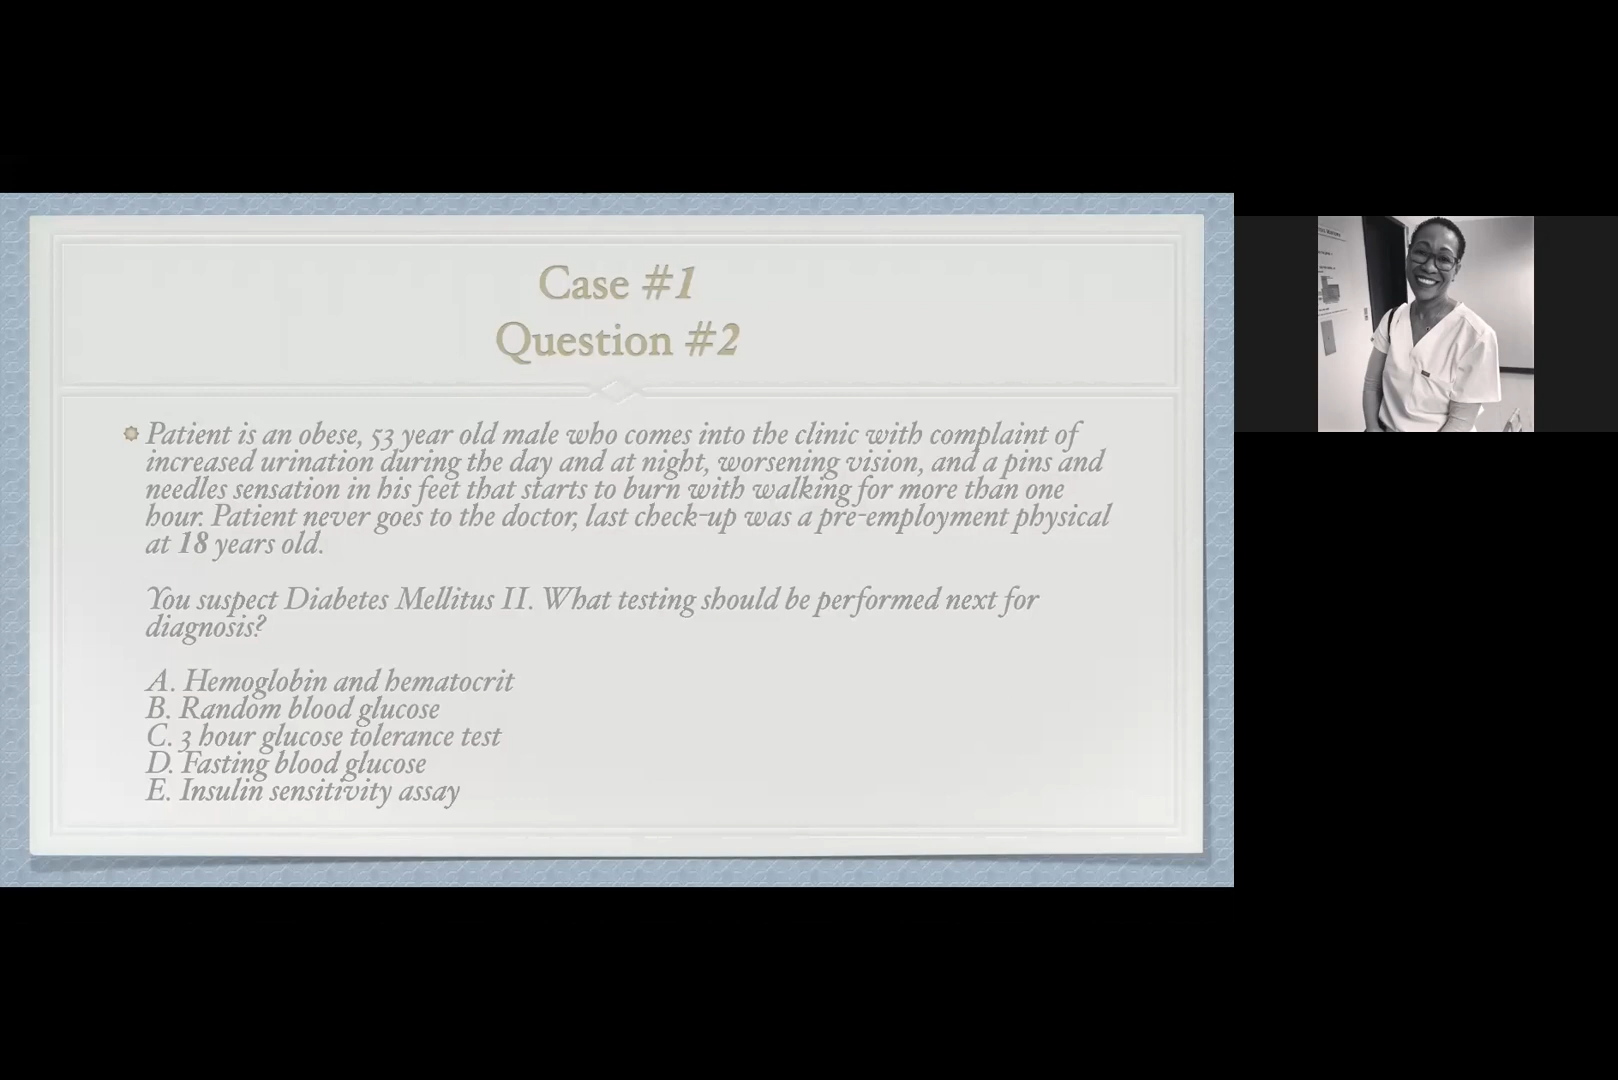 Case #1
Question #2
Patient is an obese, 53 year old male who comes into the clinic with complaint of
increased urination during the day and at night, worsening vision, and a pins and
needles sensation in his feet that starts to burn with walking for more than one
hour. Patient never goes to the doctor, last check-up was a pre-employment physical
at 18 years old.
You suspect Diabetes Mellitus II. What testing should be performed next for
diagnosis?
A. Hemoglobin and hematocrit
B. Random blood glucose
C. 3 hour glucose tolerance test
D. Fasting blood glucose
E. Insulin sensitivity assay